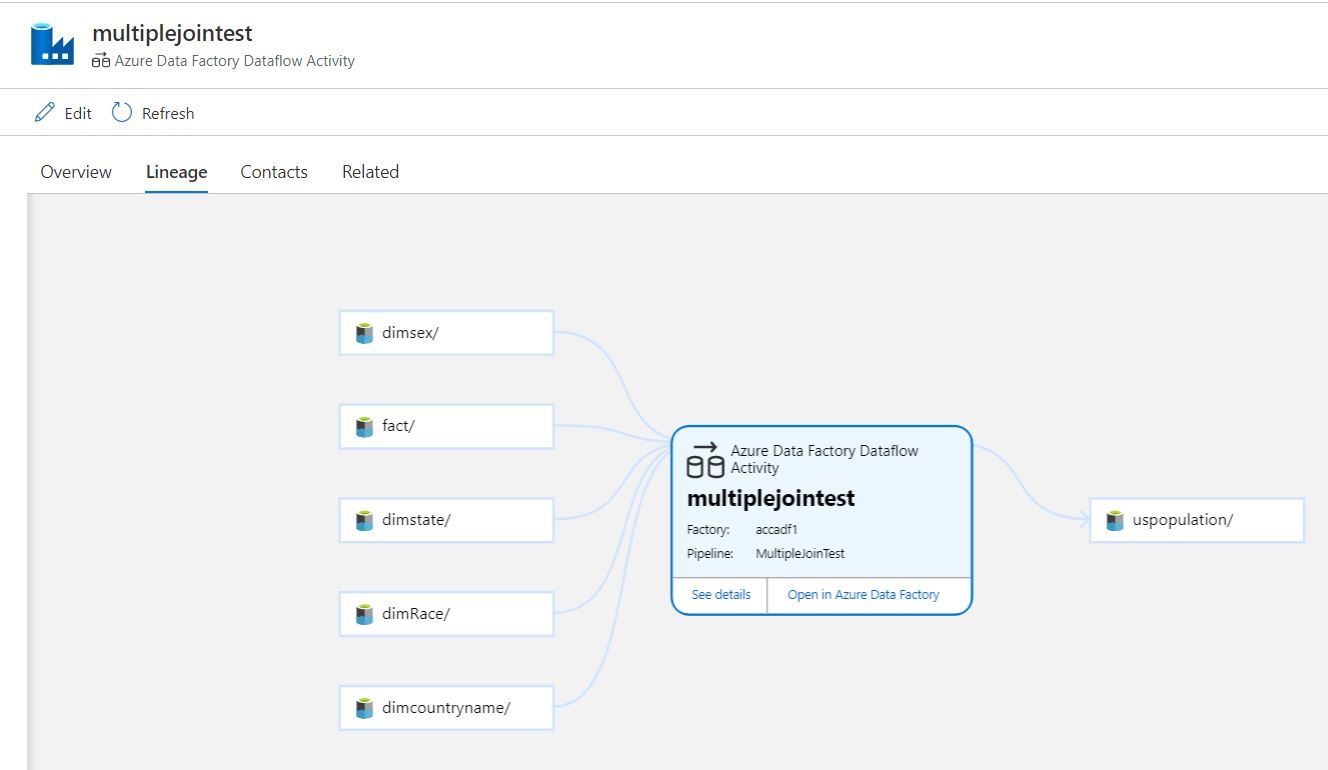 multiplejointest
Azure Data Factory Dataflow Activity
Edit Refresh
Overview Lineage Contacts Related
dimsex/
fact/
dimstate/
dimRace/
dimcountryname/
Azure Data Factory Dataflow
Activity
multiplejointest
Factory: accadf1
Pipeline: MultipleJoinTest
See details Open in Azure Data Factory
uspopulation/